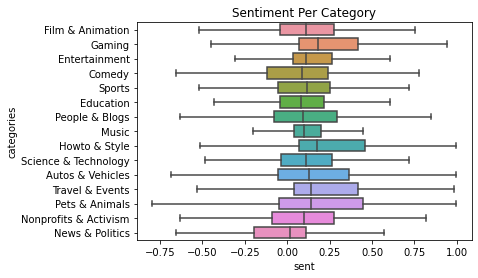 Sentiment Per Category
categories
Film & Animation
Gaming
Entertainment
Comedy
Sports
Education
People & Blogs
Music
Howto & Style
Science & Technology
Autos & Vehicles
Travel & Events
Pets & Animals
Nonprofits & Activism
News & Politics
−0.75 −0.50 −0.25 0.00 0.25 0.50 0.75 1.00
sent